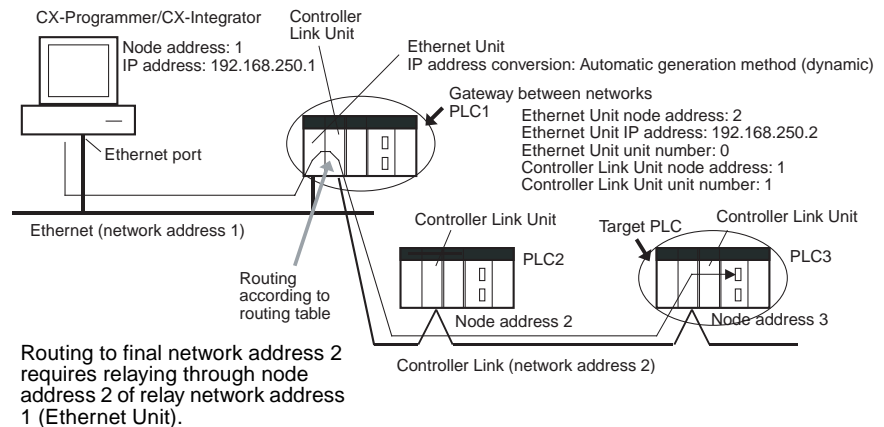 CX-Programmer/CX-Integrator
Node address: 1
IP address: 192.168.250.1
Controller
Link Unit
Ethernet Unit
IP address conversion: Automatic generation method (dynamic)
Gateway between networks
PLC1
Ethernet Unit node address: 2
Ethernet Unit IP address: 192.168.250.2
Ethernet Unit unit number: 0
Controller Link Unit node address: 1
Controller Link Unit unit number: 1
Ethernet port
Ethernet (network address 1)
Routing
according to
routing table
Controller Link Unit
PLC2
Node address 2
Target PLC
Controller Link Unit
PLC3
Node address 3
Controller Link (network address 2)
Routing to final network address 2
requires relaying through node
address 2 of relay network address
1 (Ethernet Unit).